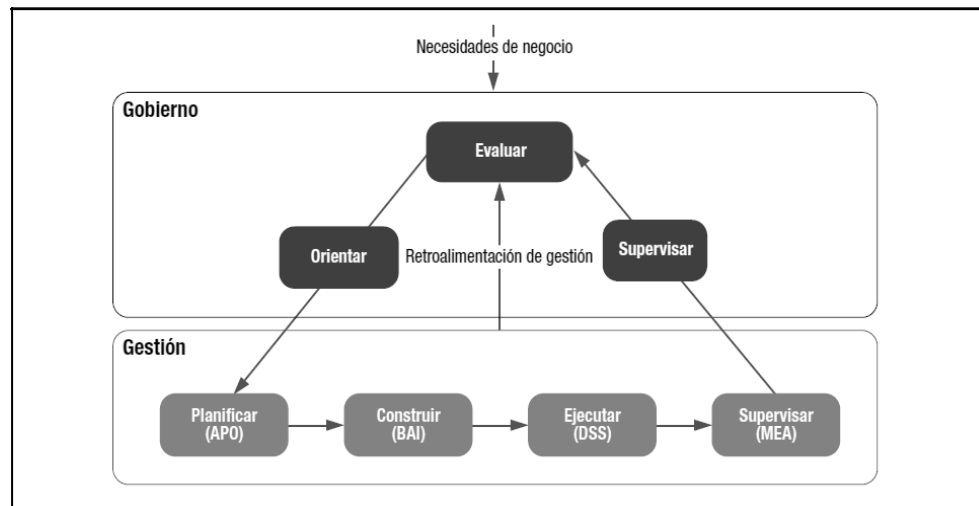 Necesidades de negocio
Gobierno
Evaluar
Orientar
Retroalimentación de gestión
Supervisar
Gestión
Planificar
(APO)
Construir
(BAI)
Ejecutar
(DSS)
Supervisar
(MEA)